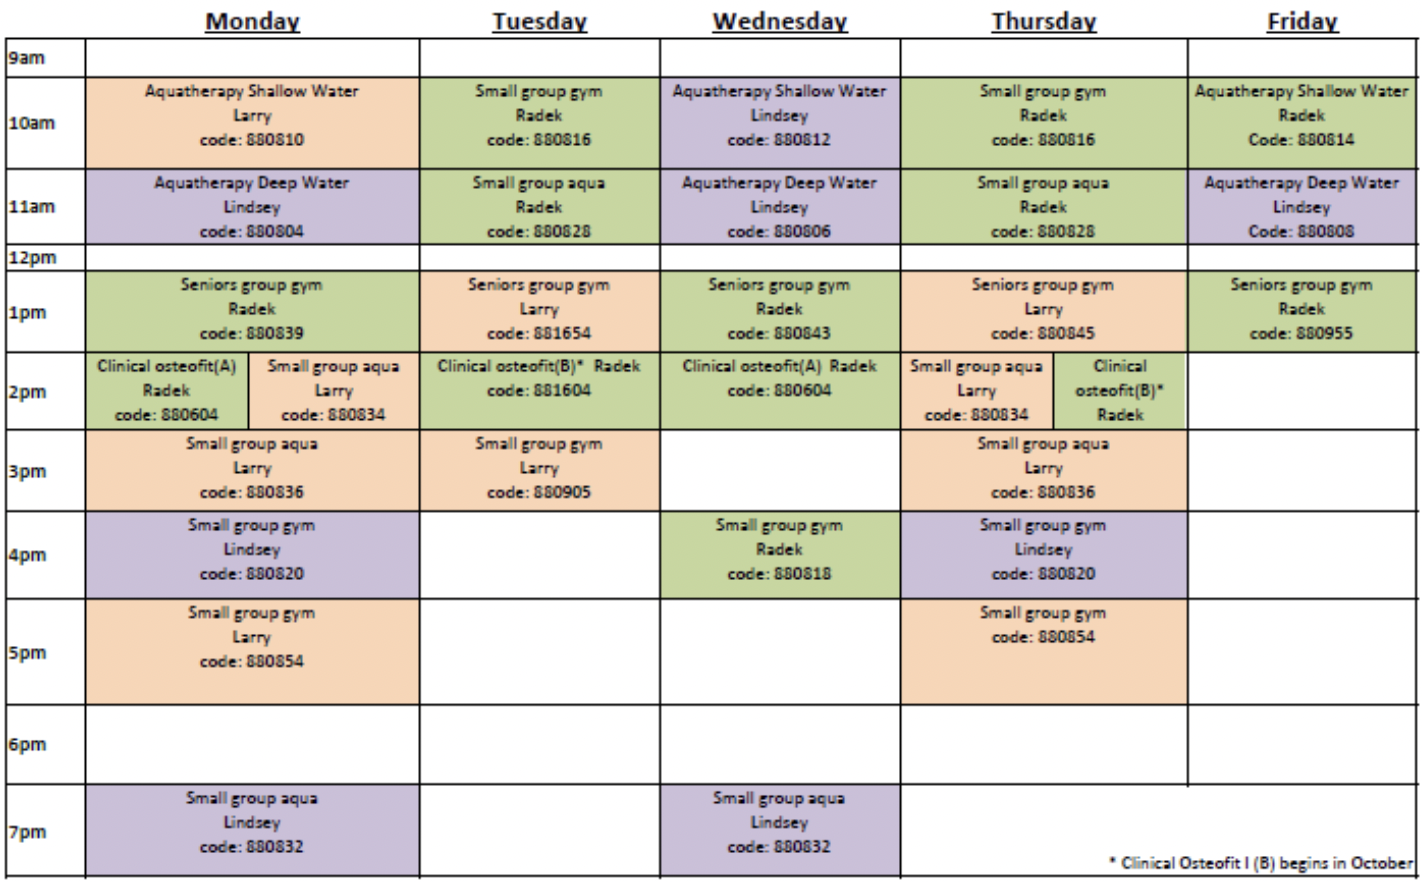 Monday Tuesday Wednesday Thursday Friday
9am
10am
Aquatherapy Shallow Water
Larry
code: 880810
Small group gym
Radek
code: 880816
Aquatherapy Shallow Water
Lindsey
code: 880812
Small group gym
Radek
code: 880816
Aquatherapy Shallow Water
Radek
Code: 880814
11am
Aquatherapy Deep Water
Lindsey
code: 880804
Small group aqua
Radek
code: 880828
Aquatherapy Deep Water
Lindsey
code: 880806
Small group aqua
Radek
code: 880828
Aquatherapy Deep Water
Lindsey
Code: 880808
12pm
1pm
Seniors group gym
Radek
code: 880839
Seniors group gym
Larry
code: 881654
Seniors group gym
Radek
code: 880843
Seniors group gym
Larry
code: 880845
Seniors group gym
Radek
code: 880955
2pm
Clinical osteofit(A)
Radek
code: 880604
Small group aqua
Larry
code: 880834
Clinical osteofit(B)* Radek
code: 881604
Clinical osteofit(A) Radek
code: 880604
Small group aqua
Larry
code: 880834
Clinical
osteofit(B)*
Radek
3pm
Small group aqua
Larry
code: 880836
Small group gym
Larry
code: 880905
Small group aqua
Larry
code: 880836
4pm
Small group gym
Lindsey
code: 880820
Small group gym
Radek
code: 880818
Small group gym
Lindsey
code: 880820
5pm
Small group gym
Larry
code: 880854
Small group gym
code: 880854
6pm
7pm
Small group aqua
Lindsey
code: 880832
Small group aqua
Lindsey
code: 880832
* Clinical Osteofit I (B) begins in October